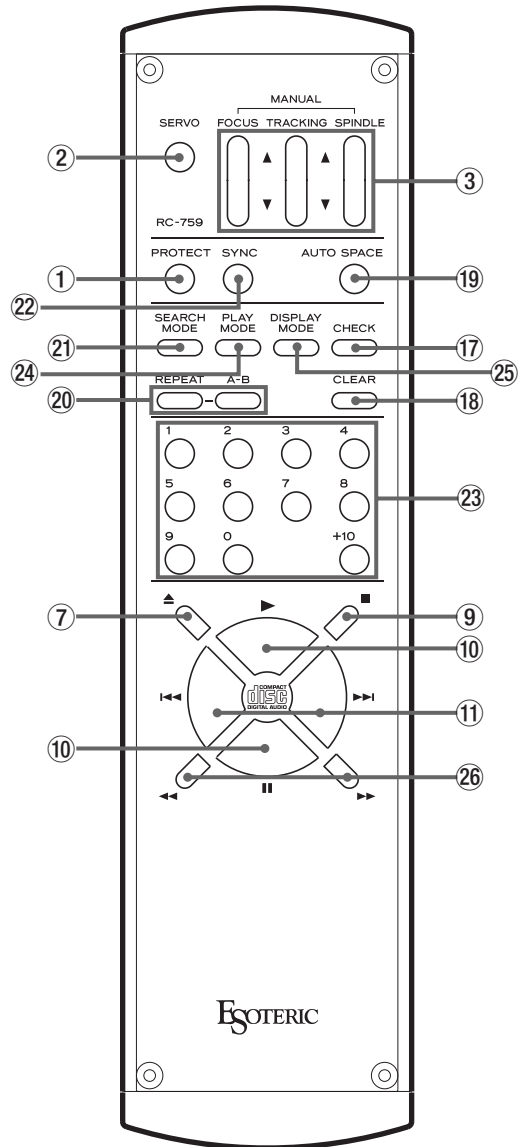 MANUAL
SERVO FOCUS TRACKING SPINDLE
② ③
RC-759
PROTECT SYNC AUTO SPACE
① ㉒ ⑲
SEARCH MODE PLAY MODE DISPLAY MODE CHECK
㉑ ㉔ ⑰ ㉕
REPEAT A-B CLEAR
⑳ ⑱
1 2 3 4
5 6 7 8
㉓
9 0 +10
⑦ ⑨
⑩
COMPACT
disc
DIGITAL AUDIO
⑪
⑩ ㉖
ESOTERIC